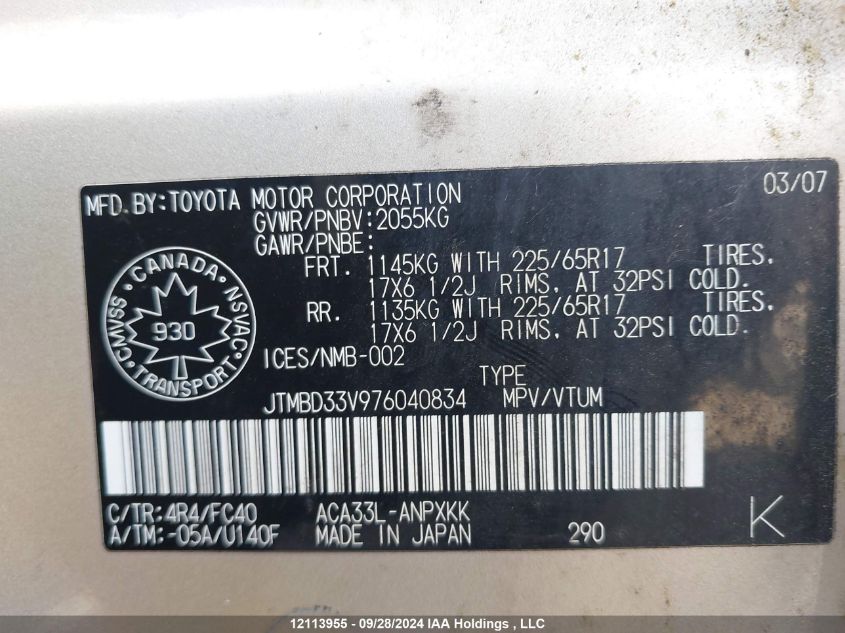 MFD.BY:TOYOTA MOTOR CORPORATION 03/07
GVWR/PNBV:2055KG
GAWR/PNBE:
FRT. 1145KG WITH 225/65R17 TIRES.
17X6 1/2J RIMS, AT 32PSI COLD.
RR. 1135KG WITH 225/65R17 TIRES,
17X6 1/2J RIMS, AT 32PSI COLD.
CANADA
CMVSS NSVAC
930
TRANSPORT
ICES/NMB-002
TYPE
JTMBD33V976040834 MPV/VTUM
C/TR:4R4/FC40 ACA33L-ANPXKK
A/TM:-05A/U140F MADE IN JAPAN 290 K
12113955 - 09/28/2024 IAA Holdings , LLC